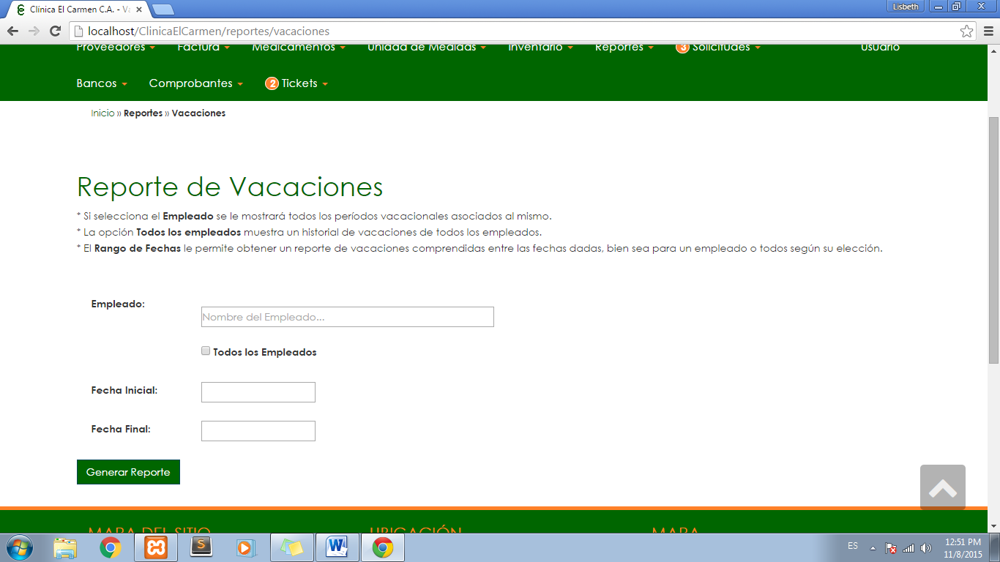 Clínica El Carmen C.A. - Va
Lisbeth
localhost/ClinicaElCarmen/reportes/vacaciones
Proveedores Factura Medicamentos Unidad de Medidas Inventario Reportes 3 Solicitudes Usuario
Bancos Comprobantes 2 Tickets
Inicio » Reportes » Vacaciones
Reporte de Vacaciones
* Si selecciona el Empleado se le mostrará todos los períodos vacacionales asociados al mismo.
* La opción Todos los empleados muestra un historial de vacaciones de todos los empleados.
* El Rango de Fechas le permite obtener un reporte de vacaciones comprendidas entre las fechas dadas, bien sea para un empleado o todos según su elección.
Empleado:
Nombre del Empleado...
Todos los Empleados
Fecha Inicial:
Fecha Final:
Generar Reporte
MAPA DEL SITIO UBICACIÓN MAPA
ES
12:51 PM
11/8/2015